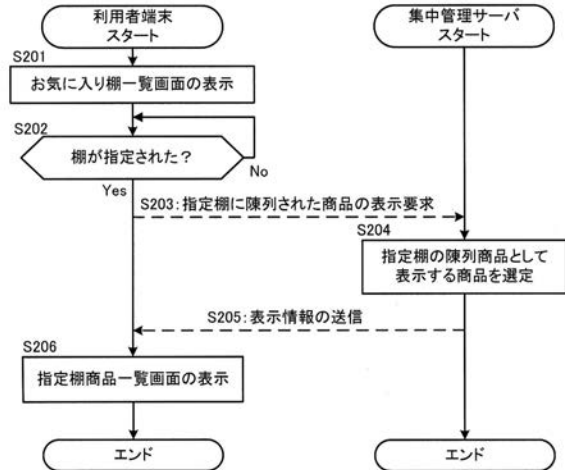 利用者端末
スタート
集中管理サーバ
スタート
S201
お気に入り棚一覧画面の表示
S202
棚が指定された?
No
Yes
S203:指定棚に陳列された商品の表示要求
S204
指定棚の陳列商品として
表示する商品を選定
S205:表示情報の送信
S206
指定棚商品一覧画面の表示
エンド
エンド